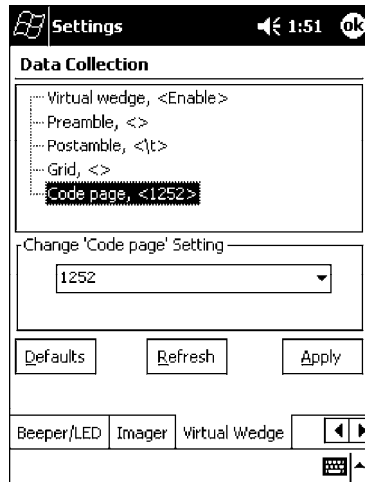 Settings 1:51 ok
Data Collection
Virtual wedge, <Enable>
Preamble, <>
Postamble, <\t>
Grid, <>
Code page, <1252>
Change 'Code page' Setting
1252
Defaults Refresh Apply
Beeper/LED Imager Virtual Wedge